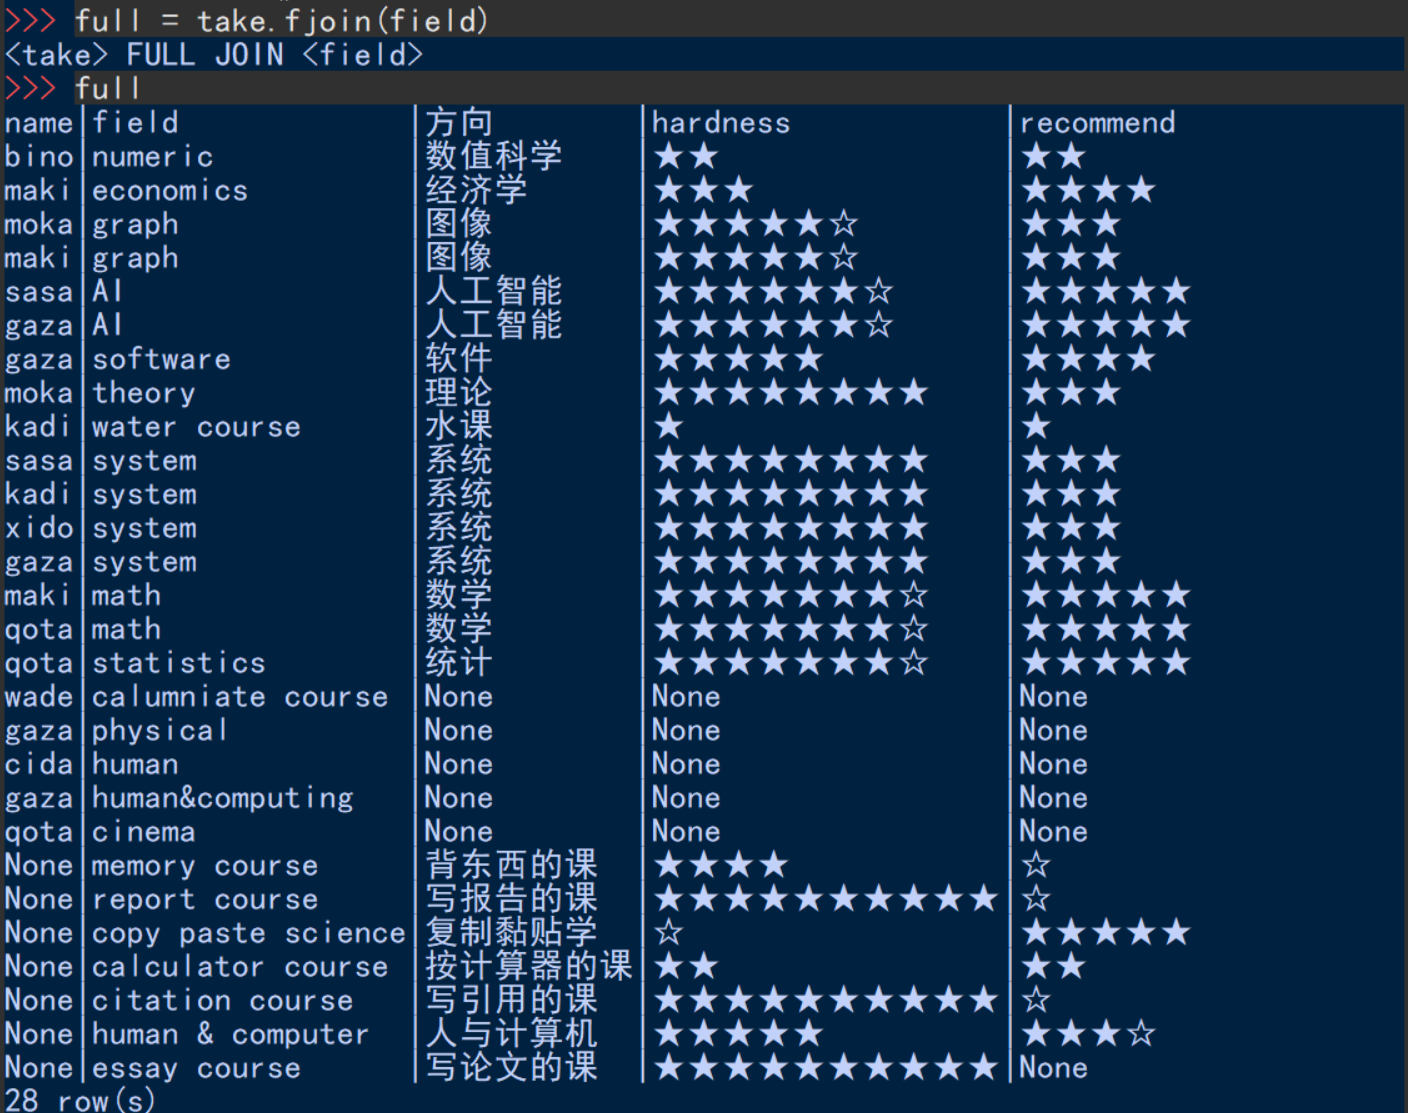 >>> full = take.fjoin(field)
<take> FULL JOIN <field>
>>> full
name|field |方向 |hardness |recommend
bino|numeric |数值科学 |★★ |★★
maki|economics |经济学 |★★★ |★★★★
moka|graph |图像 |★★★★★☆ |★★★
maki|graph |图像 |★★★★★☆ |★★★
sasa|AI |人工智能 |★★★★★★☆ |★★★★★
gaza|AI |人工智能 |★★★★★★☆ |★★★★★
gaza|software |软件 |★★★★★ |★★★★
moka|theory |理论 |★★★★★★★★ |★★★
kadi|water course |水课 |★ |★
sasa|system |系统 |★★★★★★★★ |★★★
kadi|system |系统 |★★★★★★★★ |★★★
xido|system |系统 |★★★★★★★★ |★★★
gaza|system |系统 |★★★★★★★★ |★★★
maki|math |数学 |★★★★★★★☆ |★★★★★
qota|math |数学 |★★★★★★★☆ |★★★★★
qota|statistics |统计 |★★★★★★★☆ |★★★★★
wade|calumniate course |None |None |None
gaza|physical |None |None |None
cida|human |None |None |None
gaza|human&computing |None |None |None
qota|cinema |None |None |None
None|memory course |背东西的课 |★★★★ |☆
None|report course |写报告的课 |★★★★★★★★★★|☆
None|copy paste science|复制黏贴学 |☆ |★★★★★
None|calculator course |按计算器的课|★★ |★★
None|citation course |写引用的课 |★★★★★★★★★★|☆
None|human & computer |人与计算机 |★★★★★ |★★★☆
None|essay course |写论文的课 |★★★★★★★★★★|None
28 row(s)